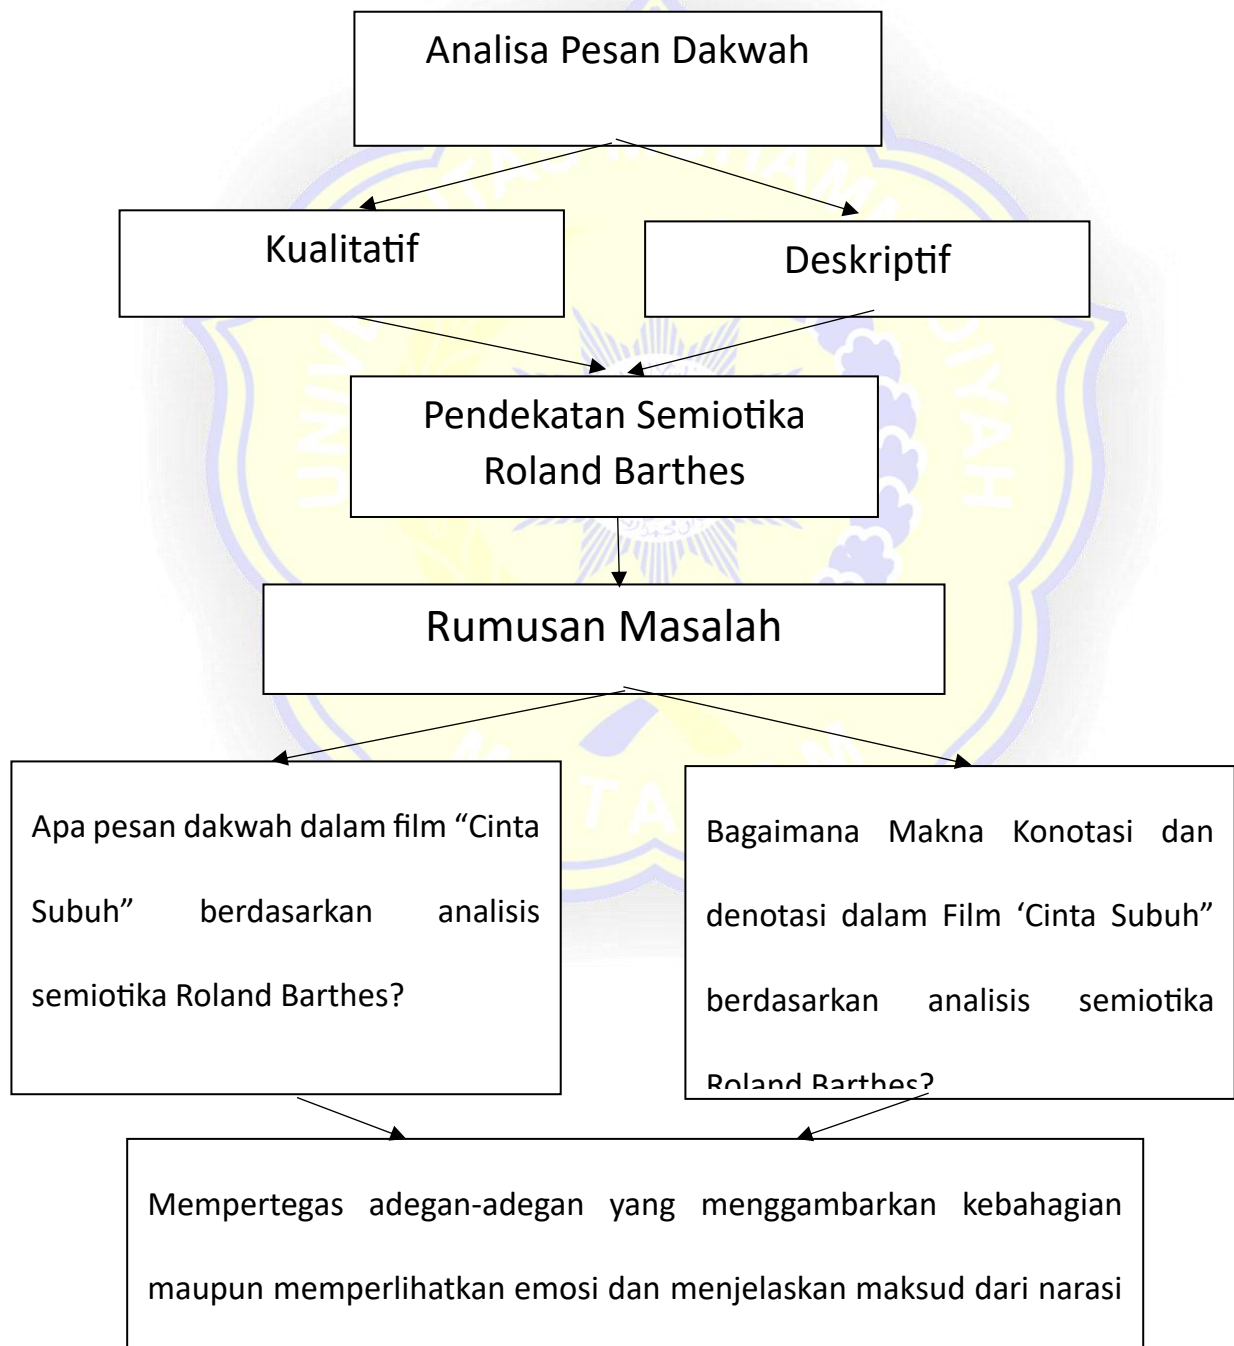 Analisa Pesan Dakwah
Kualitatif
Deskriptif
Pendekatan Semiotika
Roland Barthes
Rumusan Masalah
Apa pesan dakwah dalam film “Cinta
Subuh” berdasarkan analisis
semiotika Roland Barthes?
Bagaimana Makna Konotasi dan
denotasi dalam Film ‘Cinta Subuh”
berdasarkan analisis semiotika
Roland Barthes?
Mempertegas adegan-adegan yang menggambarkan kebahagian
maupun memperlihatkan emosi dan menjelaskan maksud dari narasi